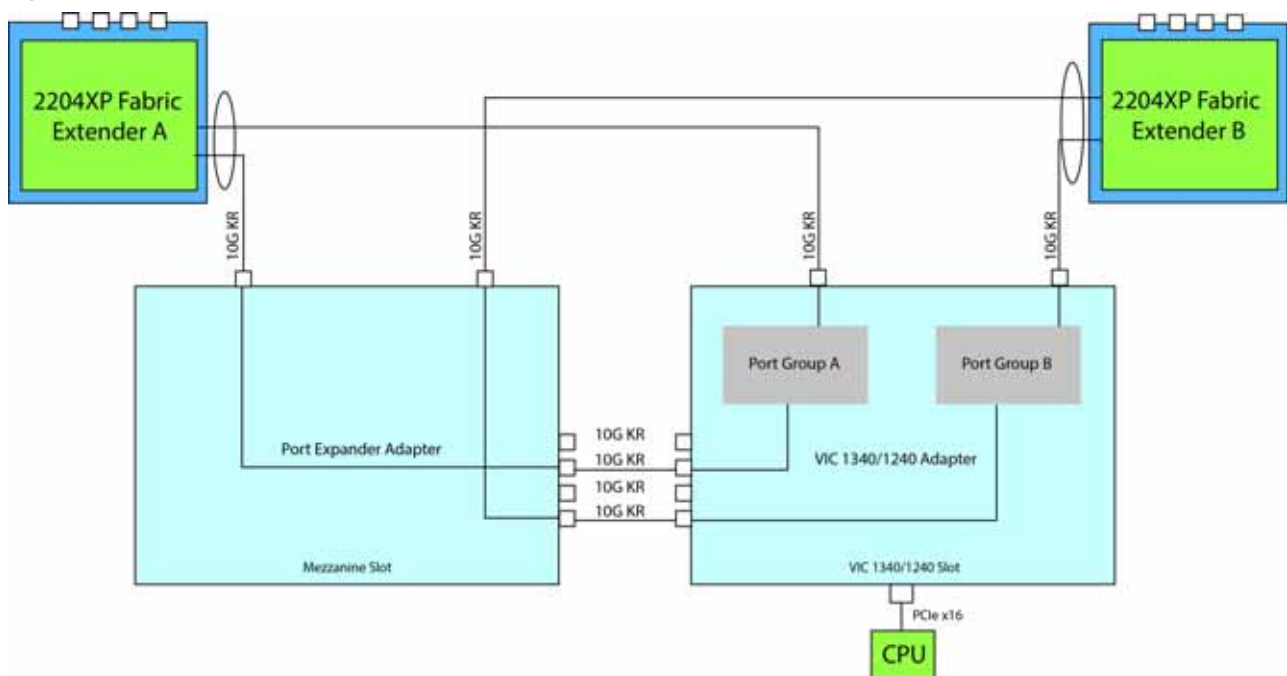 2204XP Fabric
Extender A
2204XP Fabric
Extender B
10G KR
10G KR
10G KR
10G KR
Port Group A
Port Group B
Port Expander Adapter
10G KR
10G KR
10G KR
10G KR
VIC 1340/1240 Adapter
Mezzanine Slot
VIC 1340/1240 Slot
PCIe x16
CPU